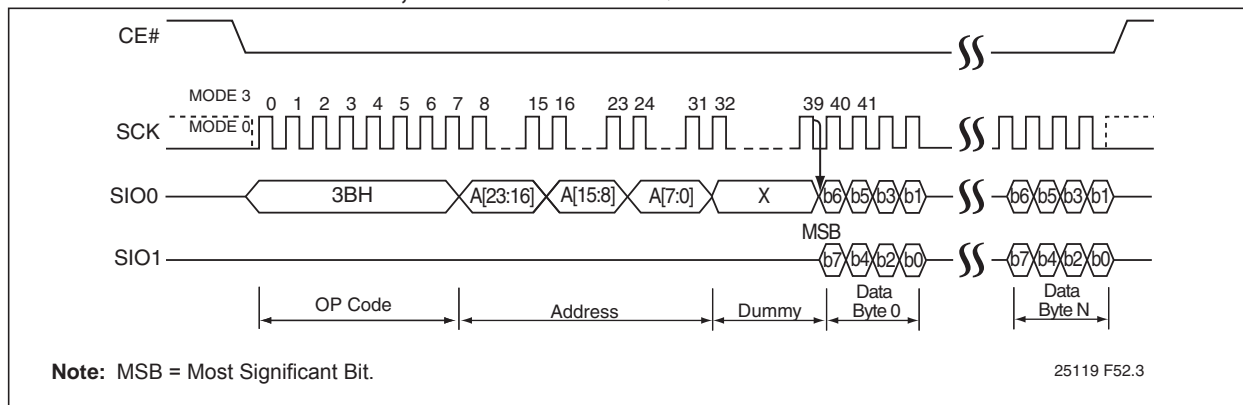 CE#
MODE 3
0 1 2 3 4 5 6 7 8 15 16 23 24 31 32 39 40 41
SCK
MODE 0
SIO0 3BH A[23:16] A[15:8] A[7:0] X b6 b5 b3 b1 b6 b5 b3 b1
MSB
SIO1 b7 b4 b2 b0 b7 b4 b2 b0
OP Code Address Dummy Data Byte 0 Data Byte N
Note: MSB = Most Significant Bit.
25119 F52.3